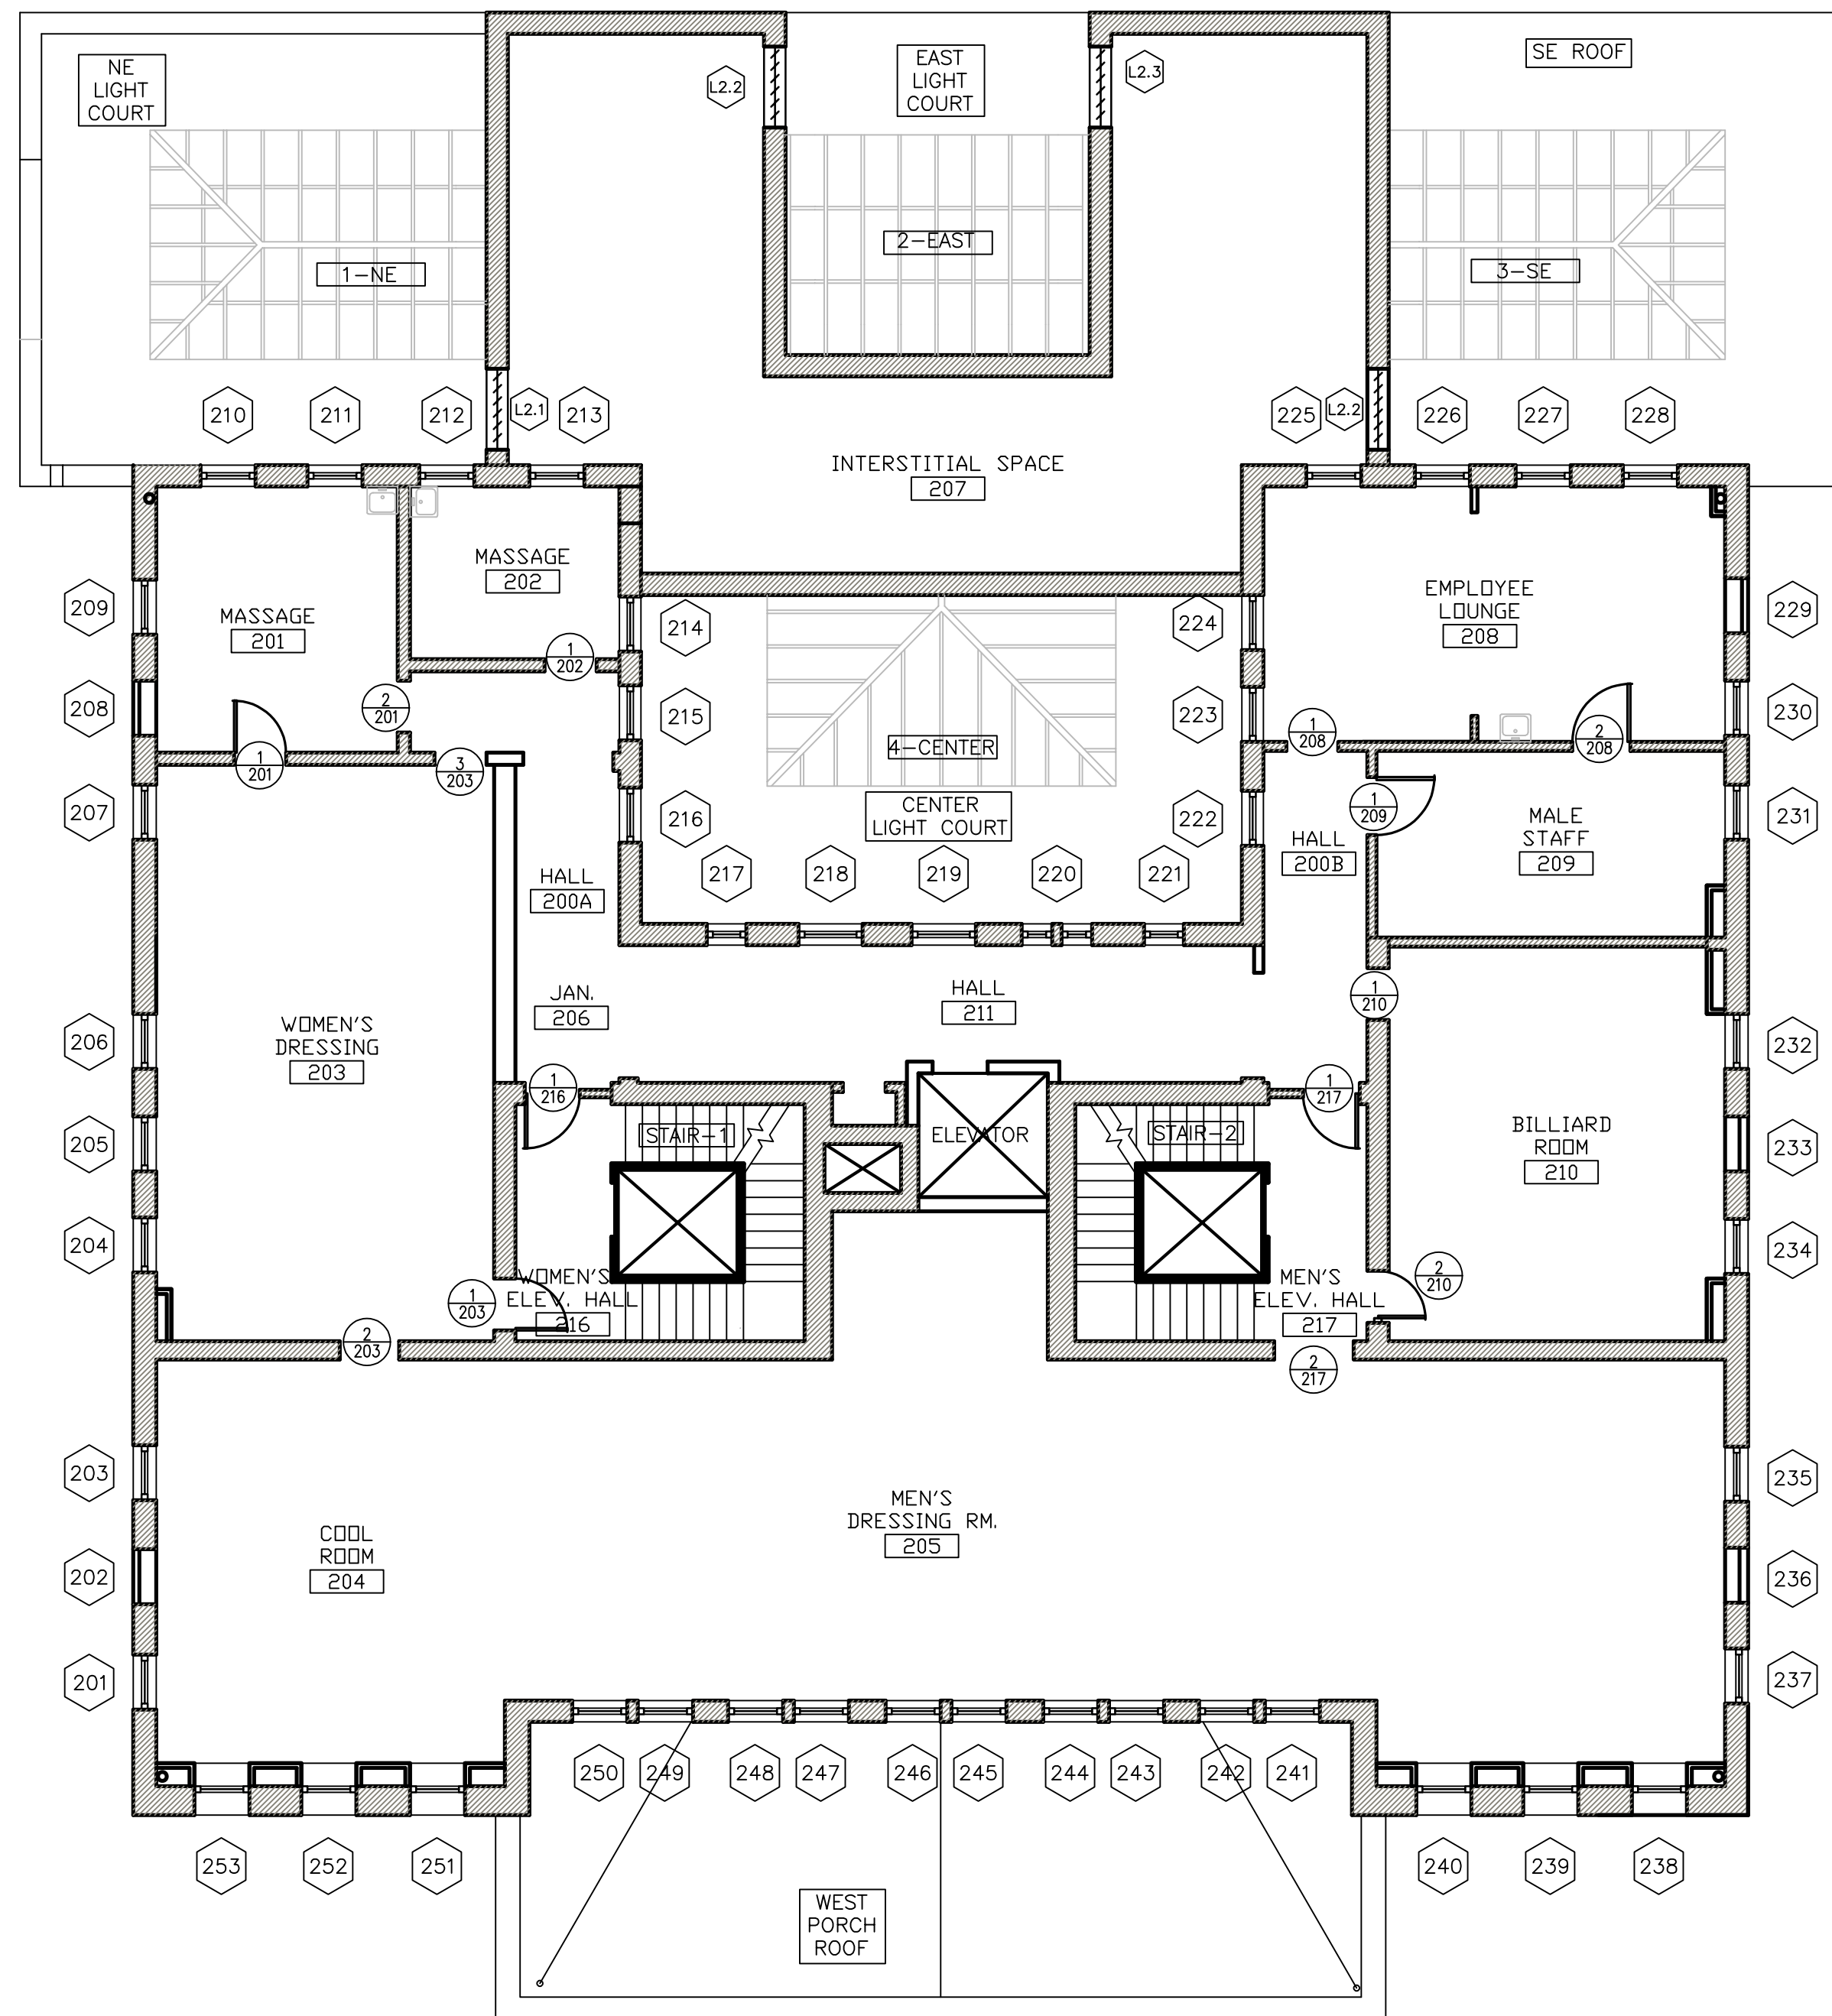 NE
LIGHT
COURT
L2.2
EAST
LIGHT
COURT
L2.3
SE ROOF
1-NE
2-EAST
3-SE
210
211
212
L2.1
213
225
L2.2
226
227
228
INTERSTITIAL SPACE
207
MASSAGE
202
MASSAGE
201
EMPLOYEE
LOUNGE
208
209
208
207
206
205
204
203
202
201
214
215
216
224
223
222
229
230
231
232
233
234
235
236
237
1
202
2
201
1
201
3
203
1
208
2
208
1
209
4-CENTER
CENTER
LIGHT COURT
217
218
219
220
221
HALL
200A
HALL
200B
MALE
STAFF
209
JAN.
206
HALL
211
1
210
WOMEN'S
DRESSING
203
1
216
1
217
STAIR-1
ELEVATOR
STAIR-2
BILLIARD
ROOM
210
1
203
WOMEN'S
ELEV. HALL
216
MEN'S
ELEV. HALL
217
2
210
2
203
2
217
COOL
ROOM
204
MEN'S
DRESSING RM.
205
250
249
248
247
246
245
244
243
242
241
253
252
251
240
239
238
WEST
PORCH
ROOF